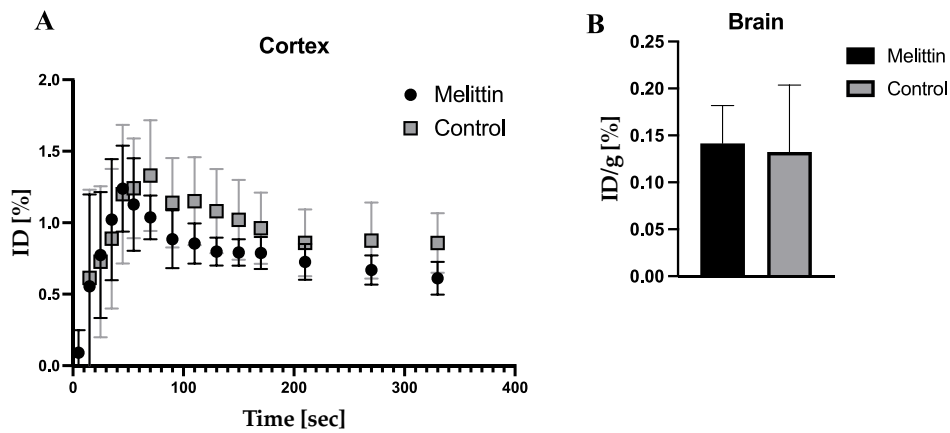 A
Cortex
2.0
1.5
1.0
0.5
0.0
0
100
200
300
400
ID [%]
Time [sec]
Melittin
Control
B
Brain
0.25
0.20
0.15
0.10
0.05
0.00
ID/g [%]
Melittin
Control